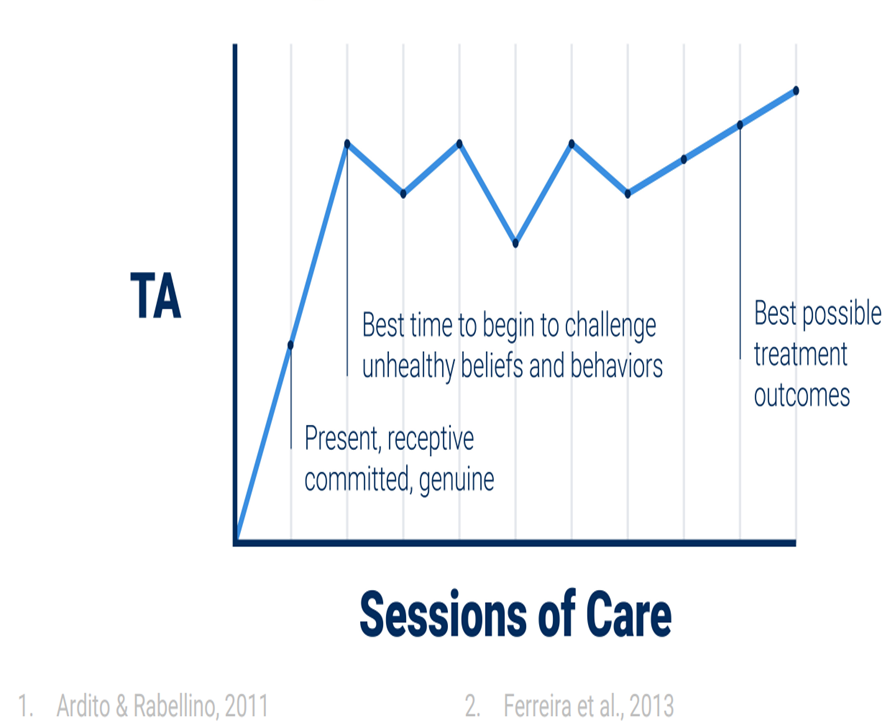 TA
Best time to begin to challenge
unhealthy beliefs and behaviors
Best possible
treatment
outcomes
Present, receptive
committed, genuine
Sessions of Care
1. Ardito & Rabellino, 2011
2. Ferreira et al., 2013